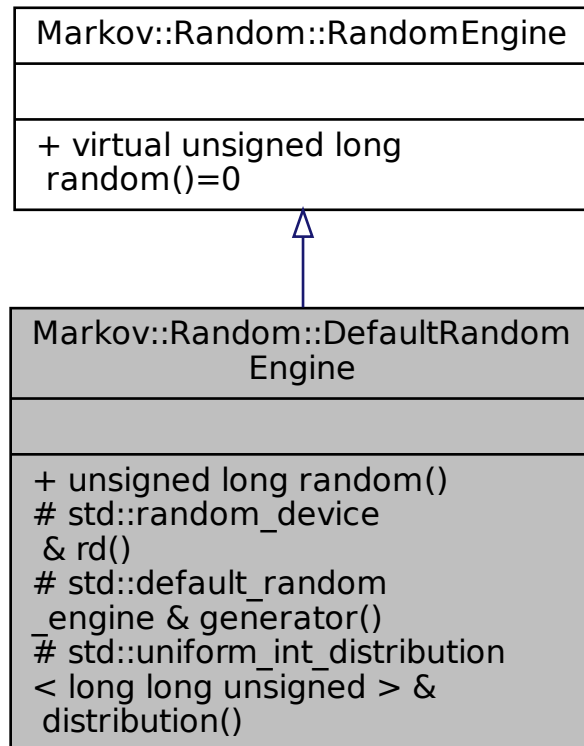 Markov::Random::RandomEngine
+ virtual unsigned long
random()=0
Markov::Random::DefaultRandom
Engine
+ unsigned long random()
# std::random_device
& rd()
# std::default_random
_engine & generator()
# std::uniform_int_distribution
< long long unsigned > &
distribution()